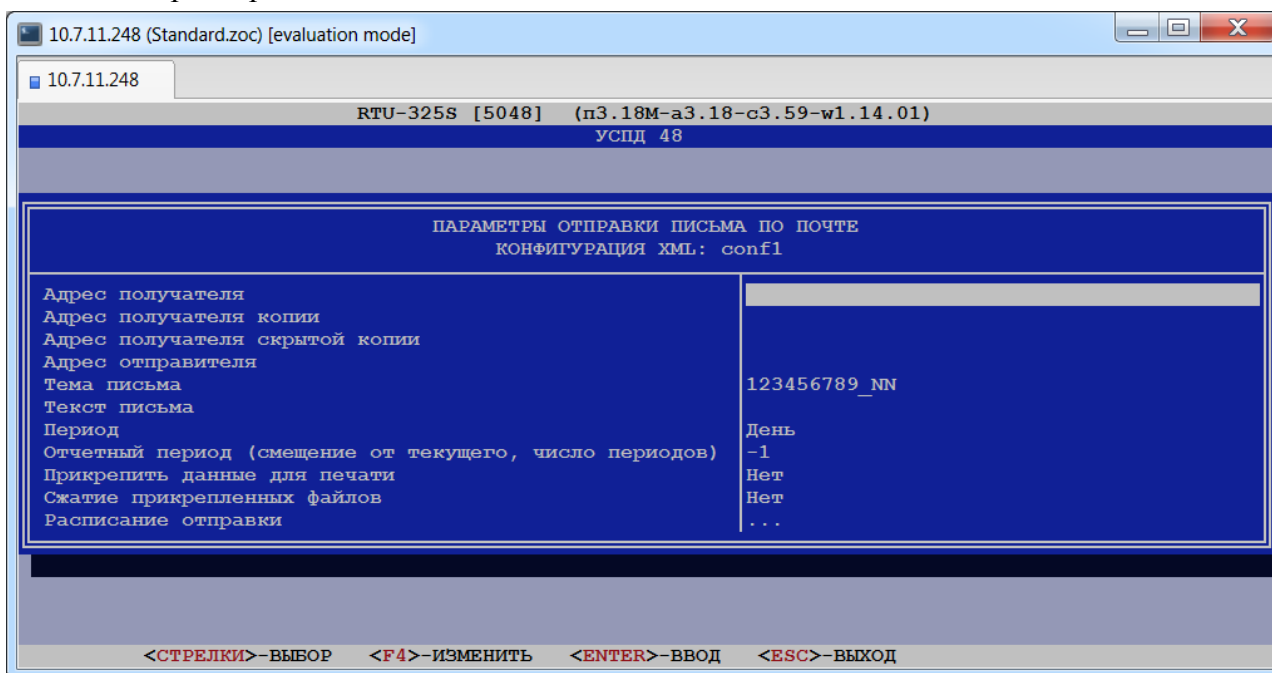 10.7.11.248 (Standard.zoc) [evaluation mode]
10.7.11.248
RTU-325S [5048] (п3.18М-а3.18-с3.59-w1.14.01)
УСПД 48
ПАРАМЕТРЫ ОТПРАВКИ ПИСЬМА ПО ПОЧТЕ
КОНФИГУРАЦИЯ XML: conf1
Адрес получателя
Адрес получателя копии
Адрес получателя скрытой копии
Адрес отправителя
Тема письма 123456789_NN
Текст письма
Период День
Отчетный период (смещение от текущего, число периодов) -1
Прикрепить данные для печати Нет
Сжатие прикрепленных файлов Нет
Расписание отправки ...
<СТРЕЛКИ>-ВЫБОР <F4>-ИЗМЕНИТЬ <ENTER>-ВВОД <ESC>-ВЫХОД